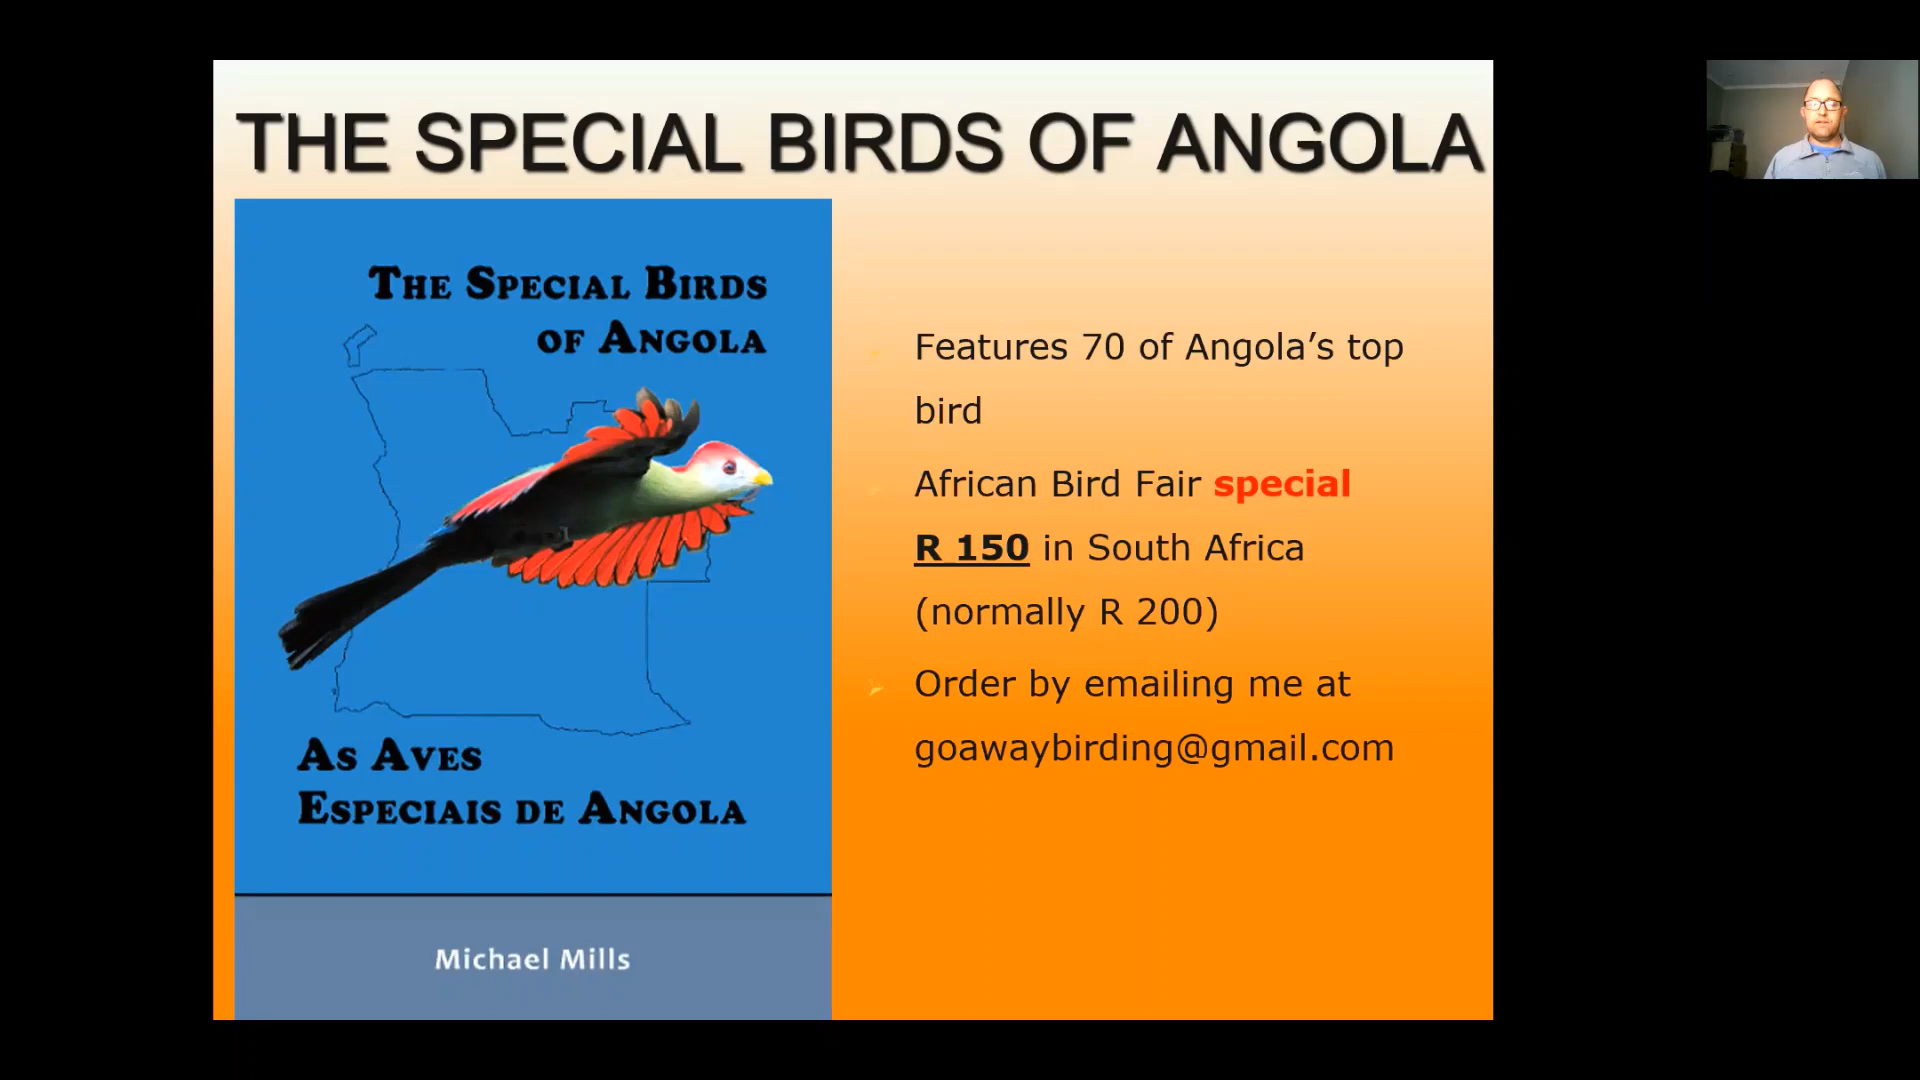 THE SPECIAL BIRDS OF ANGOLA
THE SPECIAL BIRDS
OF ANGOLA
AS AVES
ESPECIAIS DE ANGOLA
Michael Mills
Features 70 of Angola’s top
bird
African Bird Fair special
R 150 in South Africa
(normally R 200)
Order by emailing me at
goawaybirding@gmail.com